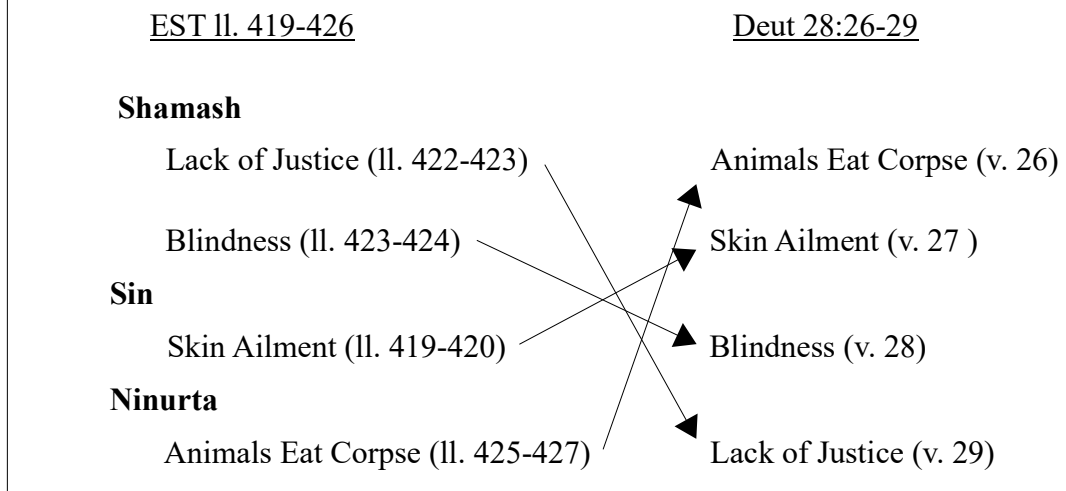 EST ll. 419-426 Deut 28:26-29
Shamash
Lack of Justice (ll. 422-423) Animals Eat Corpse (v. 26)
Blindness (ll. 423-424) Skin Ailment (v. 27 )
Sin
Skin Ailment (ll. 419-420) Blindness (v. 28)
Ninurta
Animals Eat Corpse (ll. 425-427) Lack of Justice (v. 29)